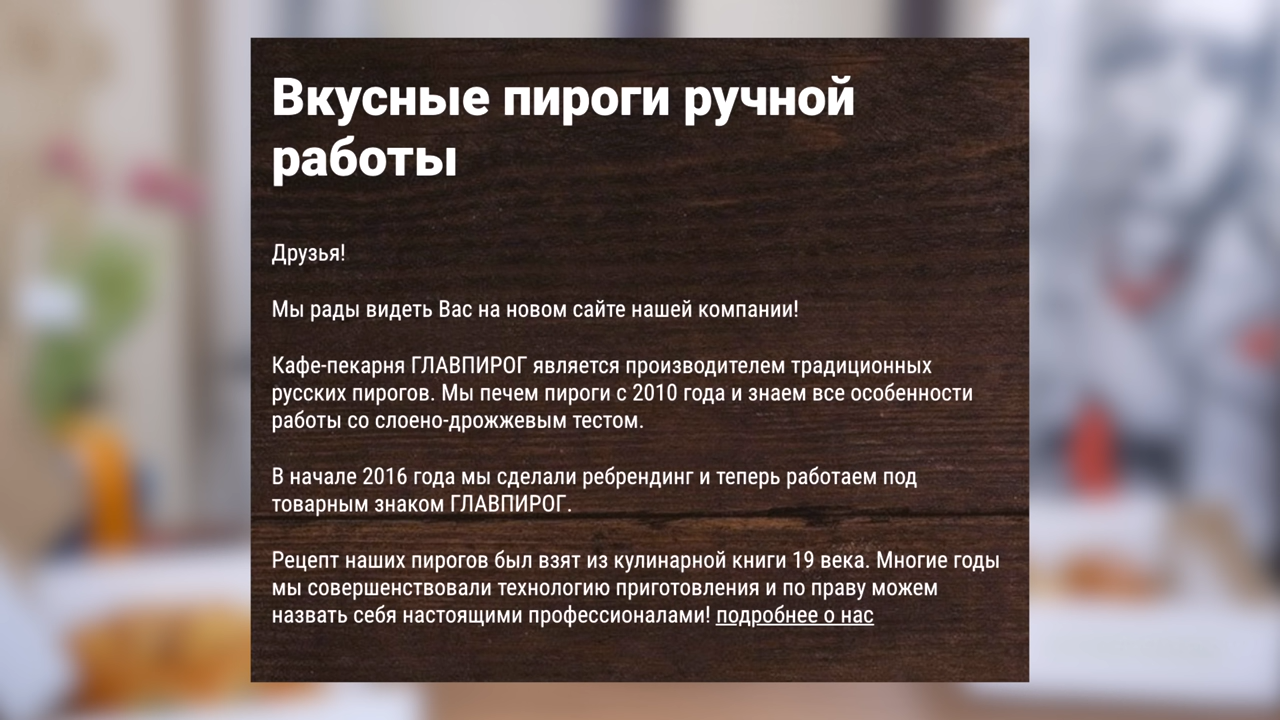 Вкусные пироги ручной
работы
Друзья!
Мы рады видеть Вас на новом сайте нашей компании!
Кафе-пекарня ГЛАВПИРОГ является производителем традиционных
русских пирогов. Мы печем пироги с 2010 года и знаем все особенности
работы со слоено-дрожжевым тестом.
В начале 2016 года мы сделали ребрендинг и теперь работаем под
товарным знаком ГЛАВПИРОГ.
Рецепт наших пирогов был взят из кулинарной книги 19 века. Многие годы
мы совершенствовали технологию приготовления и по праву можем
назвать себя настоящими профессионалами! подробнее о нас